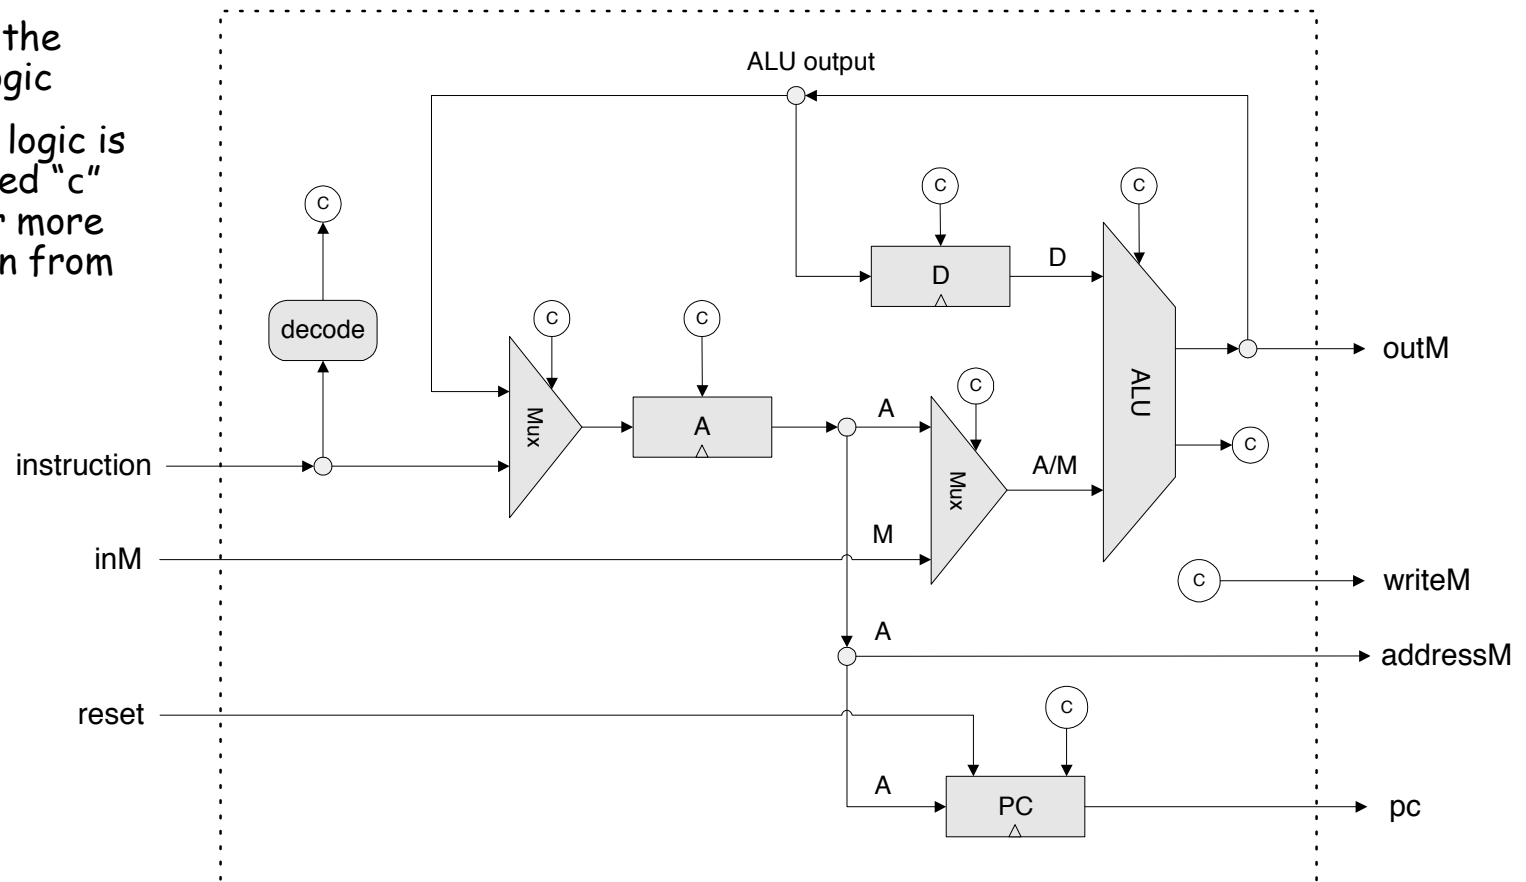 the
ogic
logic is
ed “c”
r more
n from
ALU output
C
C
C
D
D
decode
C
C
C
ALU
outM
Mux
A
A
Mux
A/M
C
instruction
M
inM
C
writeM
A
addressM
reset
C
A
PC
pc